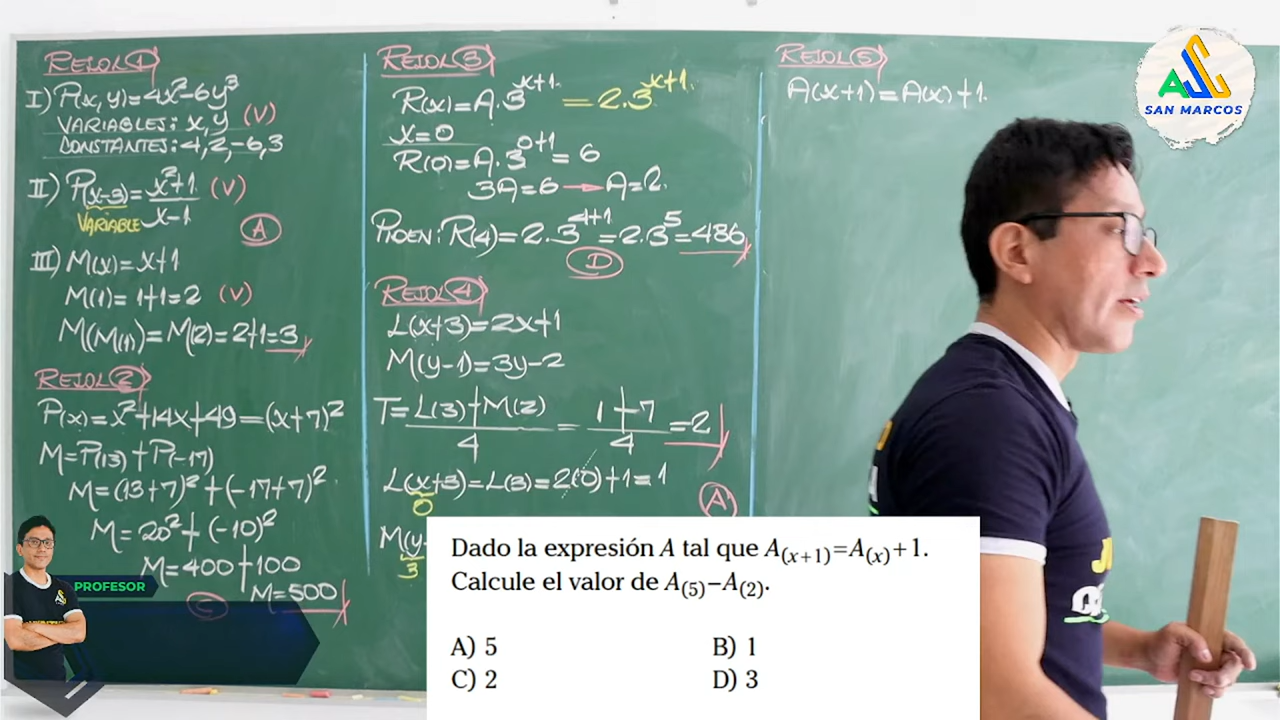 RESOL 1
I) P(x, y)=4x²-6y³
VARIABLES: x, y (V)
CONSTANTES: 4, 2, -6, 3
II) P(x-3)=x²+1/x-1 (V)
VARIABLE
A
III) M(x)=x+1
M(1)=1+1=2 (V)
M(M(1))=M(2)=2+1=3
RESOL 2
P(x)=x²+14x+49=(x+7)²
M=P(13)+P(-17)
M=(13+7)²+(-17+7)²
M=20²+(-10)²
M=400+100
M=500
C
RESOL 3
R(x)=A.3^x+1=2.3^x+1
x=0
R(0)=A.3^0+1=6
3A=6→A=2
PIDEN: R(4)=2.3^4+1=2.3^5=486
D
RESOL 4
L(x+3)=2x+1
M(y-1)=3y-2
T=L(3)+M(2)/4=1+7/4=2
L(x+3)=L(3)=2(0)+1=1
0
A
M(y-
3
RESOL 5
A(x+1)=A(x)+1.
SAN MARCOS
PROFESOR
Dado la expresión A tal que A(x+1)=A(x)+1.
Calcule el valor de A(5)−A(2).
A) 5 B) 1
C) 2 D) 3